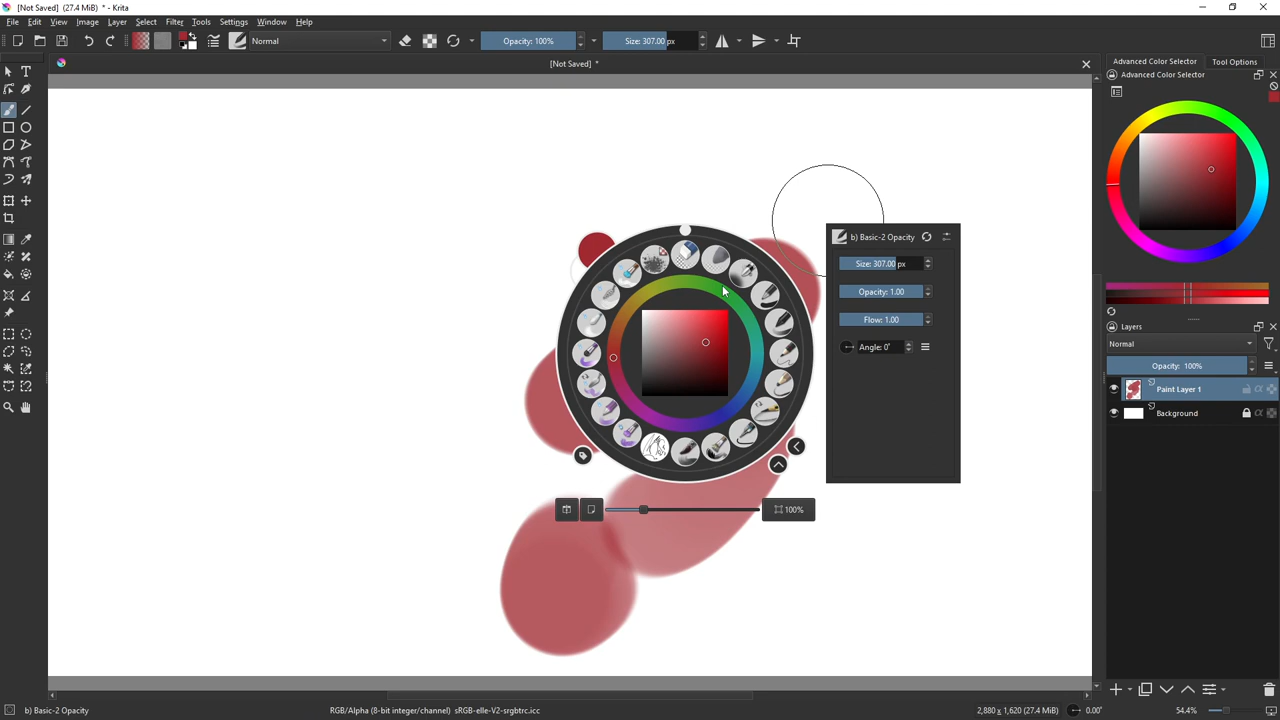 [Not Saved] (27.4 MiB) * - Krita
File Edit View Image Layer Select Filter Tools Settings Window Help
Normal Opacity: 100% Size: 307.00 px
[Not Saved] *
Advanced Color Selector Tool Options
Advanced Color Selector
b) Basic-2 Opacity
Size: 307.00 px
Opacity: 1.00
Flow: 1.00
Angle: 0°
100%
Layers
Normal
Opacity: 100%
Paint Layer 1
Background
b) Basic-2 Opacity RGB/Alpha (8-bit integer/channel) sRGB-elle-V2-srgbtrc.icc 2,880 x 1,620 (27.4 MiB) 0.00° 54.4%